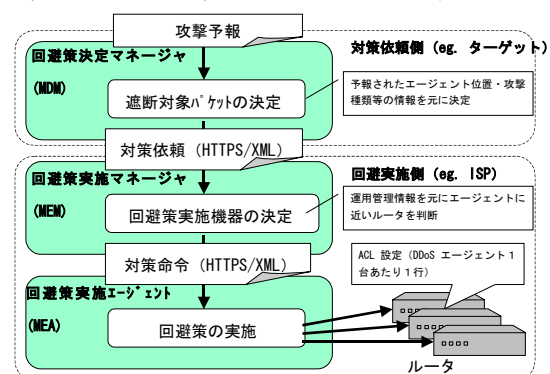 攻撃予報
回避策決定マネージャ
(MDM)
遮断対象ﾊﾟｹｯﾄの決定
対策依頼側（eg. ターゲット）
予報されたエージェント位置・攻撃
種類等の情報を元に決定
対策依頼（HTTPS/XML）
回避策実施マネージャ
(MEM)
回避策実施機器の決定
回避実施側（eg. ISP）
運用管理情報を元にエージェントに
近いルータを判断
対策命令（HTTPS/XML）
回避策実施ｴｰｼﾞｪﾝﾄ
(MEA)
回避策の実施
ACL 設定（DDoS エージェント１
台あたり１行）
ルータ